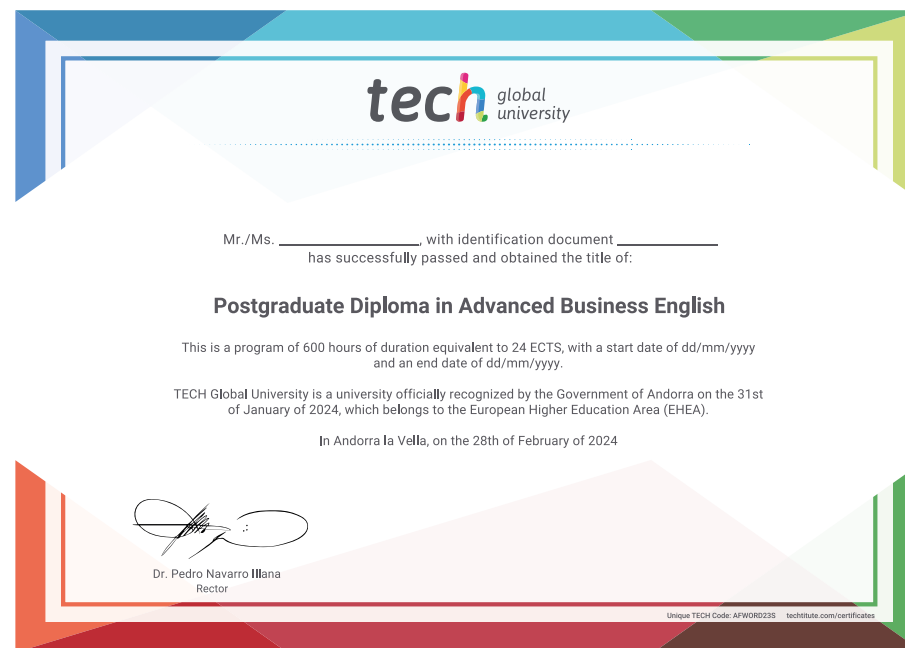 tech global university
Mr./Ms. ____________________, with identification document ______________
has successfully passed and obtained the title of:
Postgraduate Diploma in Advanced Business English
This is a program of 600 hours of duration equivalent to 24 ECTS, with a start date of dd/mm/yyyy
and an end date of dd/mm/yyyy.
TECH Global University is a university officially recognized by the Government of Andorra on the 31st
of January of 2024, which belongs to the European Higher Education Area (EHEA).
In Andorra la Vella, on the 28th of February of 2024
Dr. Pedro Navarro Illana
Rector
Unique TECH Code: AFWORD23S techtitute.com/certificates